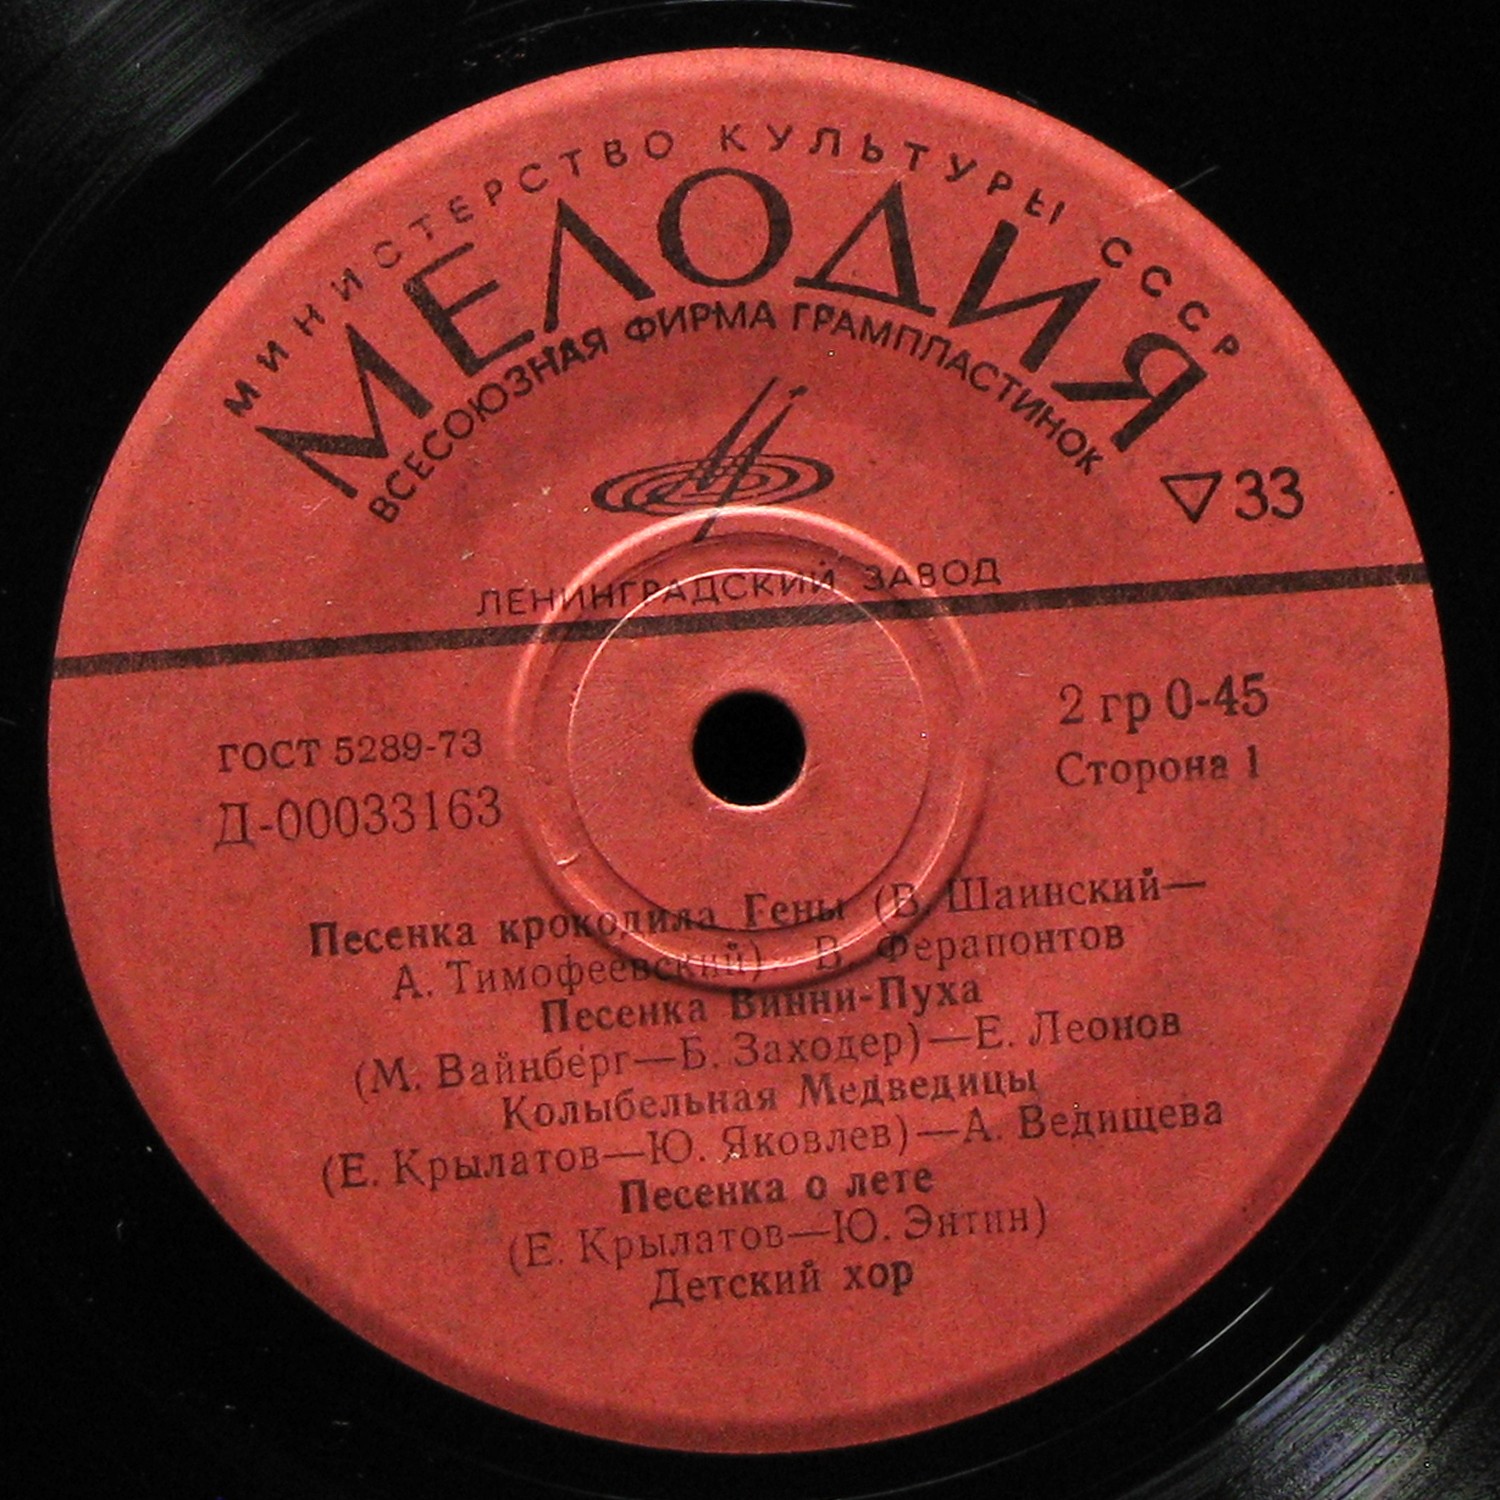 МИНИСТЕРСТВО КУЛЬТУРЫ СССР
МЕЛОДИЯ
ВСЕСОЮЗНАЯ ФИРМА ГРАМПЛАСТИНОК
▽33
ЛЕНИНГРАДСКИЙ ЗАВОД
ГОСТ 5289-73
Д-00033163
2 гр 0-45
Сторона 1
Песенка крокодила Гены (В. Шаинский—
А. Тимофеевский)—В. Ферапонтов
Песенка Винни-Пуха
(М. Вайнберг—Б. Заходер)—Е. Леонов
Колыбельная Медведицы
(Е. Крылатов—Ю. Яковлев)—А. Ведищева
Песенка о лете
(Е. Крылатов—Ю. Энтин)
Детский хор